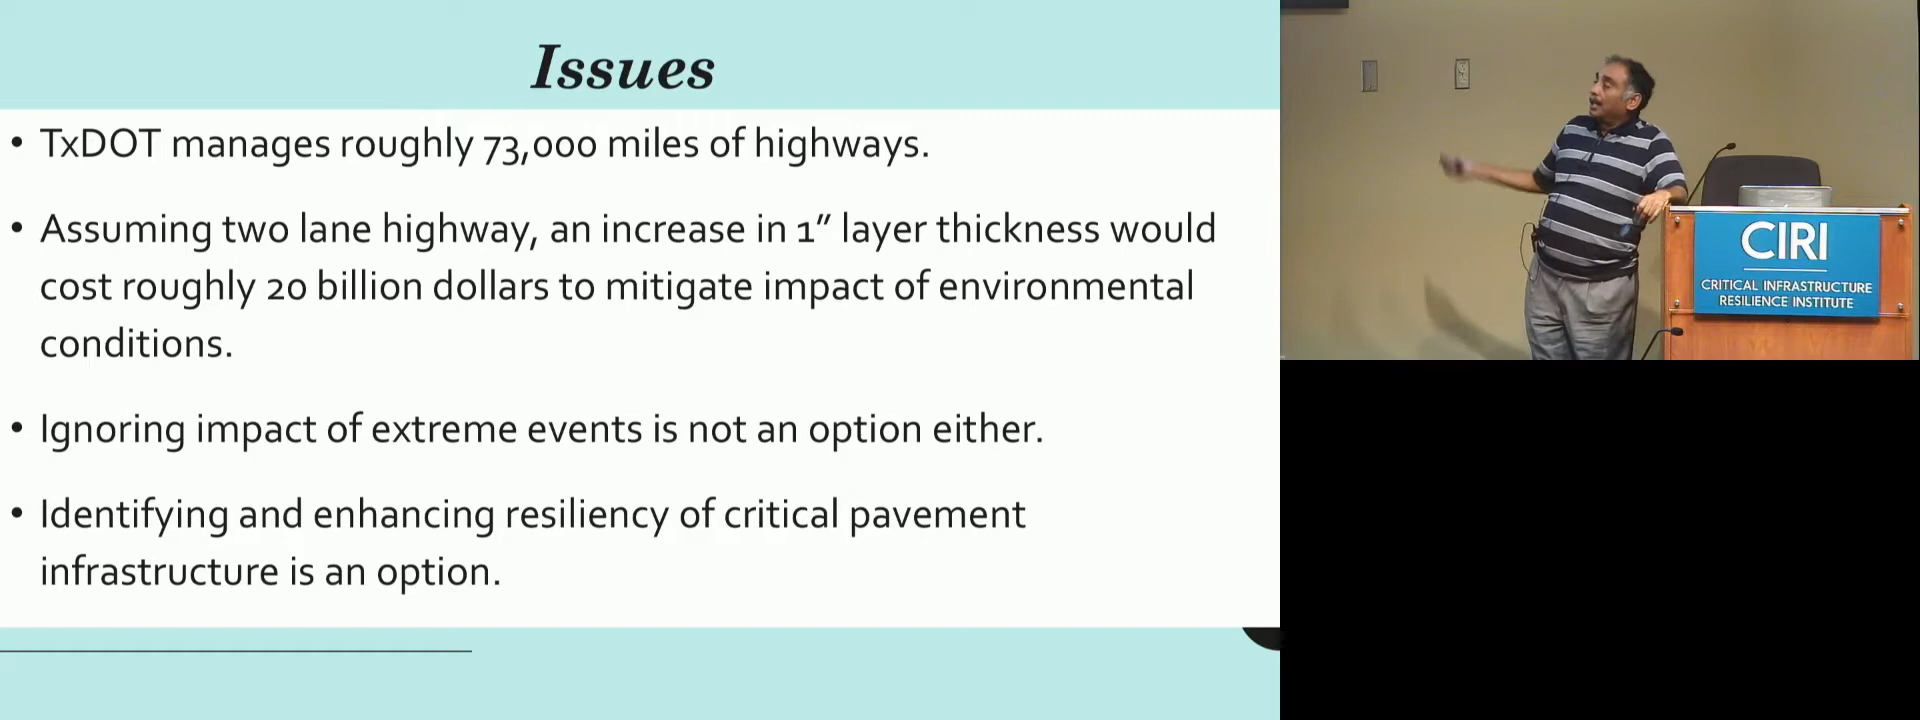 Issues
• TxDOT manages roughly 73,000 miles of highways.
• Assuming two lane highway, an increase in 1” layer thickness would
cost roughly 20 billion dollars to mitigate impact of environmental
conditions.
• Ignoring impact of extreme events is not an option either.
• Identifying and enhancing resiliency of critical pavement
infrastructure is an option.
CIRI
CRITICAL INFRASTRUCTURE
RESILIENCE INSTITUTE